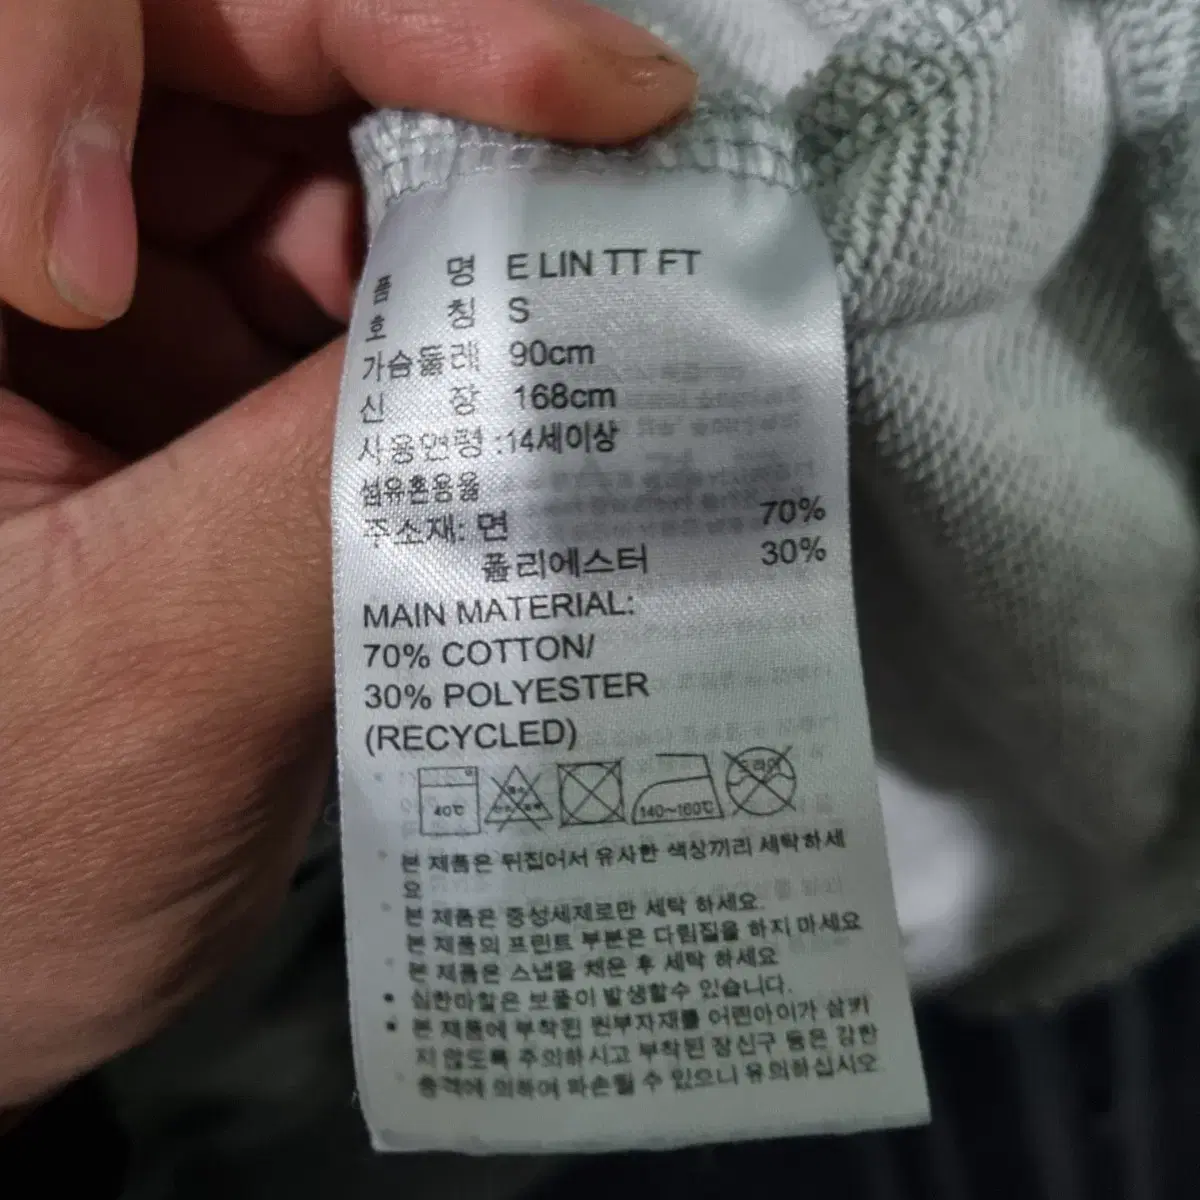 품 명 E LIN TT FT
호 칭 S
가슴둘레 90cm
신 장 168cm
사용연령 :14세이상
섬유혼용율
주소재: 면 70%
폴리에스터 30%
MAIN MATERIAL:
70% COTTON/
30% POLYESTER
(RECYCLED)
40℃ 140~160℃ 드라이
본 제품은 뒤집어서 유사한 색상끼리 세탁하세
요
본 제품은 중성세제로만 세탁 하세요.
본 제품의 프린트 부분은 다림질을 하지 마세요
본 제품은 스냅을 채운 후 세탁 하세요
• 심한마찰은 보풀이 발생할수 있습니다.
• 본 제품에 부착된 원부자재를 어린아이가 삼키
지 않도록 주의하시고 부착된 장신구 등은 강한
충격에 의하여 파손될 수 있으니 유의하십시오.